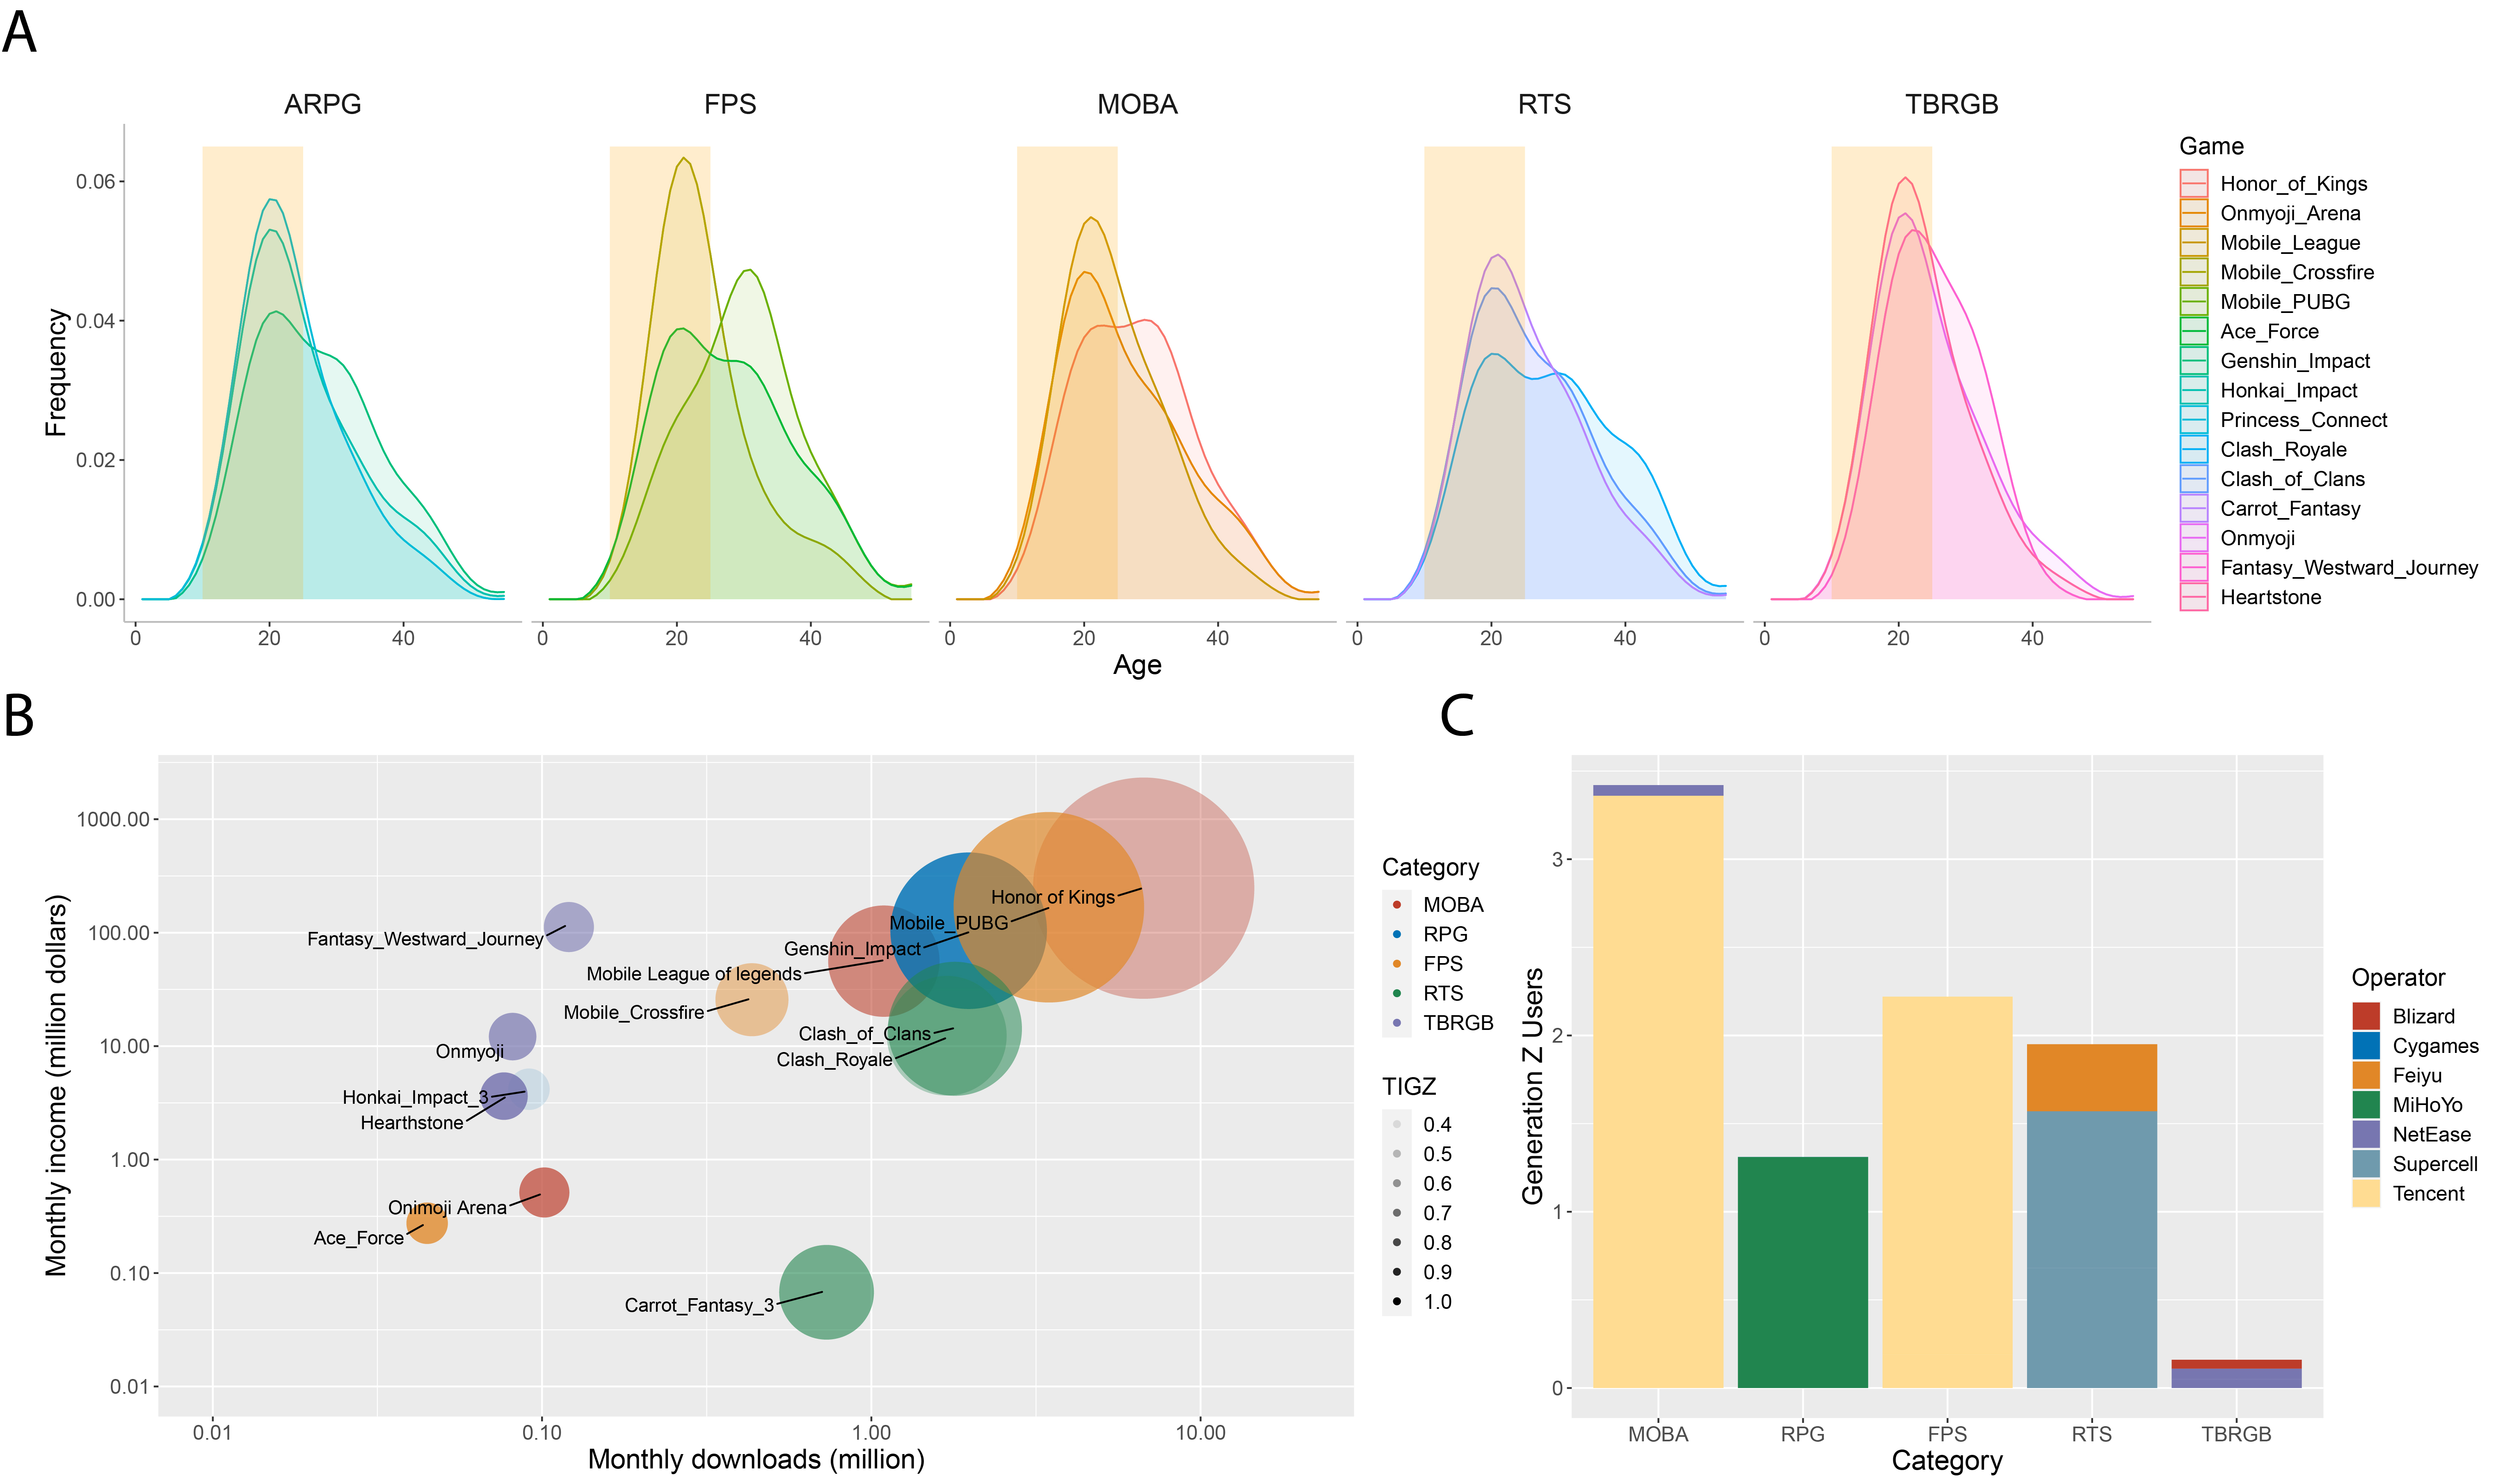 A
ARPG FPS MOBA RTS TBRGB
Frequency
0.06
0.04
0.02
0.00
0 20 40 0 20 40 0 20 40 0 20 40 0 20 40
Age
Game
Honor_of_Kings
Onmyoji_Arena
Mobile_League
Mobile_Crossfire
Mobile_PUBG
Ace_Force
Genshin_Impact
Honkai_Impact
Princess_Connect
Clash_Royale
Clash_of_Clans
Carrot_Fantasy
Onmyoji
Fantasy_Westward_Journey
Heartstone
B
Monthly income (million dollars)
1000.00
100.00
10.00
1.00
0.10
0.01
Honor of Kings
Mobile_PUBG
Fantasy_Westward_Journey
Genshin_Impact
Mobile League of legends
Mobile_Crossfire
Clash_of_Clans
Onmyoji
Clash_Royale
Honkai_Impact_3
Hearthstone
Onimoji Arena
Ace_Force
Carrot_Fantasy_3
0.01 0.10 1.00 10.00
Monthly downloads (million)
Category
MOBA
RPG
FPS
RTS
TBRGB
TIGZ
0.4
0.5
0.6
0.7
0.8
0.9
1.0
C
Generation Z Users
3
2
1
0
MOBA RPG FPS RTS TBRGB
Category
Operator
Blizard
Cygames
Feiyu
MiHoYo
NetEase
Supercell
Tencent